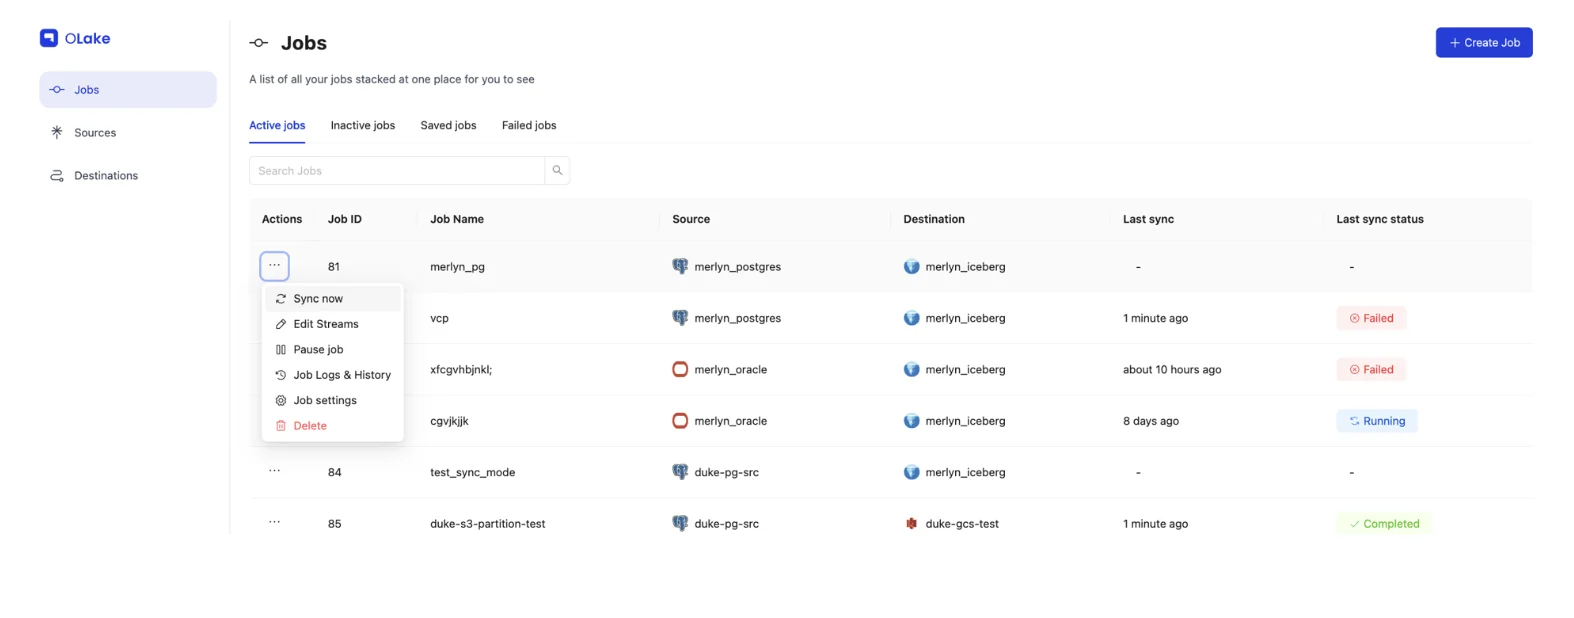 OLake
Jobs
Sources
Destinations
Jobs
+ Create Job
A list of all your jobs stacked at one place for you to see
Active jobs Inactive jobs Saved jobs Failed jobs
Search Jobs
Actions Job ID Job Name Source Destination Last sync Last sync status
... 81 merlyn_pg merlyn_postgres merlyn_iceberg - -
Sync now
Edit Streams
Pause job
Job Logs & History
Job settings
Delete
vcp merlyn_postgres merlyn_iceberg 1 minute ago Failed
xfcgvhbjnkl; merlyn_oracle merlyn_iceberg about 10 hours ago Failed
cgvjkjjk merlyn_oracle merlyn_iceberg 8 days ago Running
... 84 test_sync_mode duke-pg-src merlyn_iceberg - -
... 85 duke-s3-partition-test duke-pg-src duke-gcs-test 1 minute ago Completed